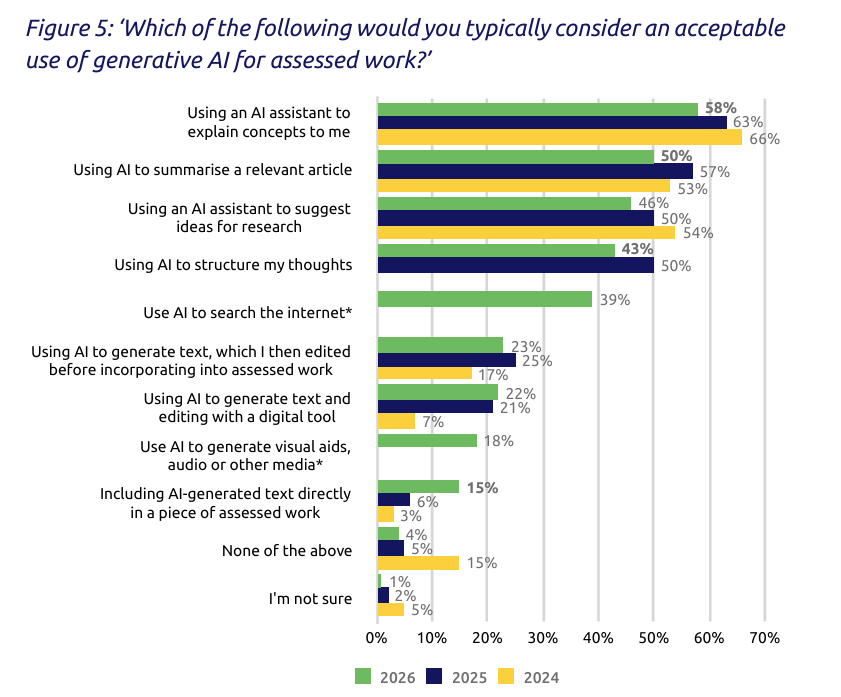 Figure 5: ‘Which of the following would you typically consider an acceptable
use of generative AI for assessed work?’
Using an AI assistant to
explain concepts to me
58%
63%
66%
Using AI to summarise a relevant article
50%
57%
53%
Using an AI assistant to suggest
ideas for research
46%
50%
54%
Using AI to structure my thoughts
43%
50%
Use AI to search the internet*
39%
Using AI to generate text, which I then edited
before incorporating into assessed work
23%
25%
17%
Using AI to generate text and
editing with a digital tool
22%
21%
7%
Use AI to generate visual aids,
audio or other media*
18%
Including AI-generated text directly
in a piece of assessed work
15%
6%
3%
None of the above
4%
5%
15%
I'm not sure
1%
2%
5%
0% 10% 20% 30% 40% 50% 60% 70%
2026 2025 2024